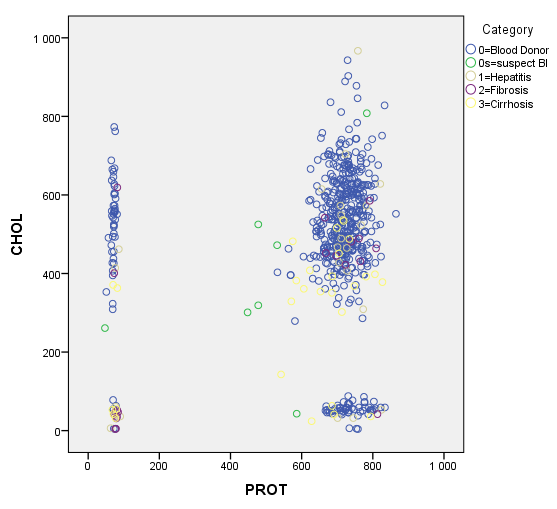 Category
0=Blood Donor
0s=suspect Bl
1=Hepatitis
2=Fibrosis
3=Cirrhosis
1 000
800
600
400
200
0
CHOL
0 200 400 600 800 1 000
PROT